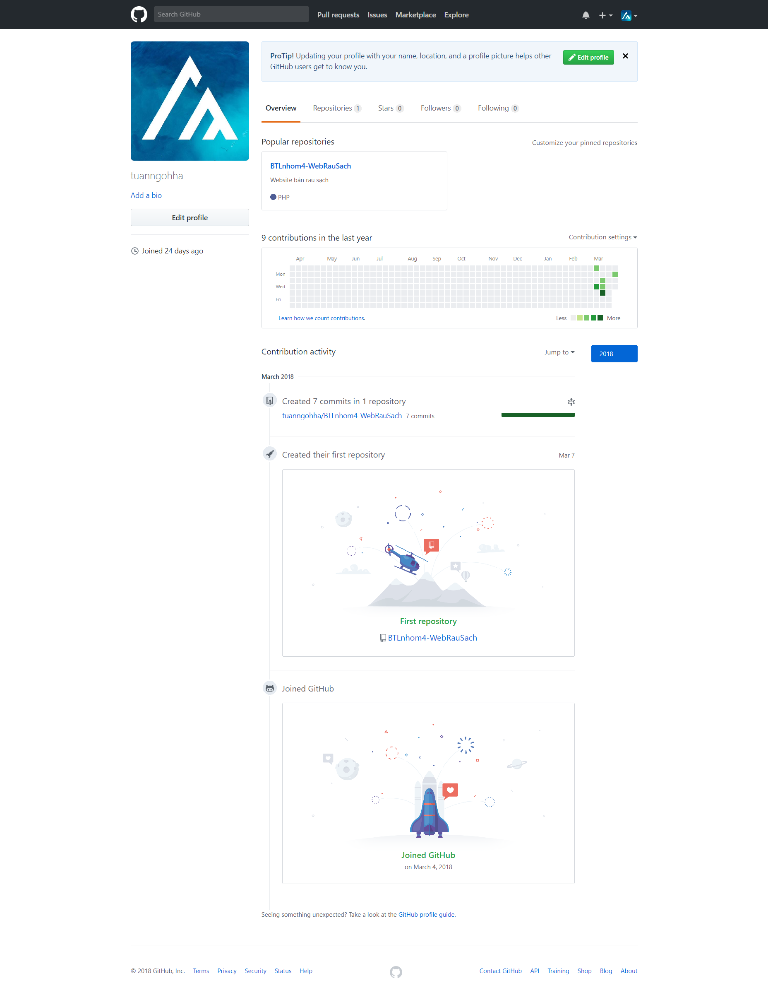 Search GitHub
Pull requests Issues Marketplace Explore
ProTip! Updating your profile with your name, location, and a profile picture helps other
GitHub users get to know you.
Edit profile
Overview Repositories 1 Stars 0 Followers 0 Following 0
Popular repositories
Customize your pinned repositories
BTLnhom4-WebRauSach
Website bán rau sạch
PHP
tuanngohha
Add a bio
Edit profile
Joined 24 days ago
9 contributions in the last year
Contribution settings
Apr May Jun Jul Aug Sep Oct Nov Dec Jan Feb Mar
Mon
Wed
Fri
Learn how we count contributions.
Less More
Contribution activity
Jump to
2018
March 2018
Created 7 commits in 1 repository
tuanngohha/BTLnhom4-WebRauSach 7 commits
Created their first repository
Mar 7
First repository
BTLnhom4-WebRauSach
Joined GitHub
Joined GitHub
on March 4, 2018
Seeing something unexpected? Take a look at the GitHub profile guide.
© 2018 GitHub, Inc. Terms Privacy Security Status Help
Contact GitHub API Training Shop Blog About